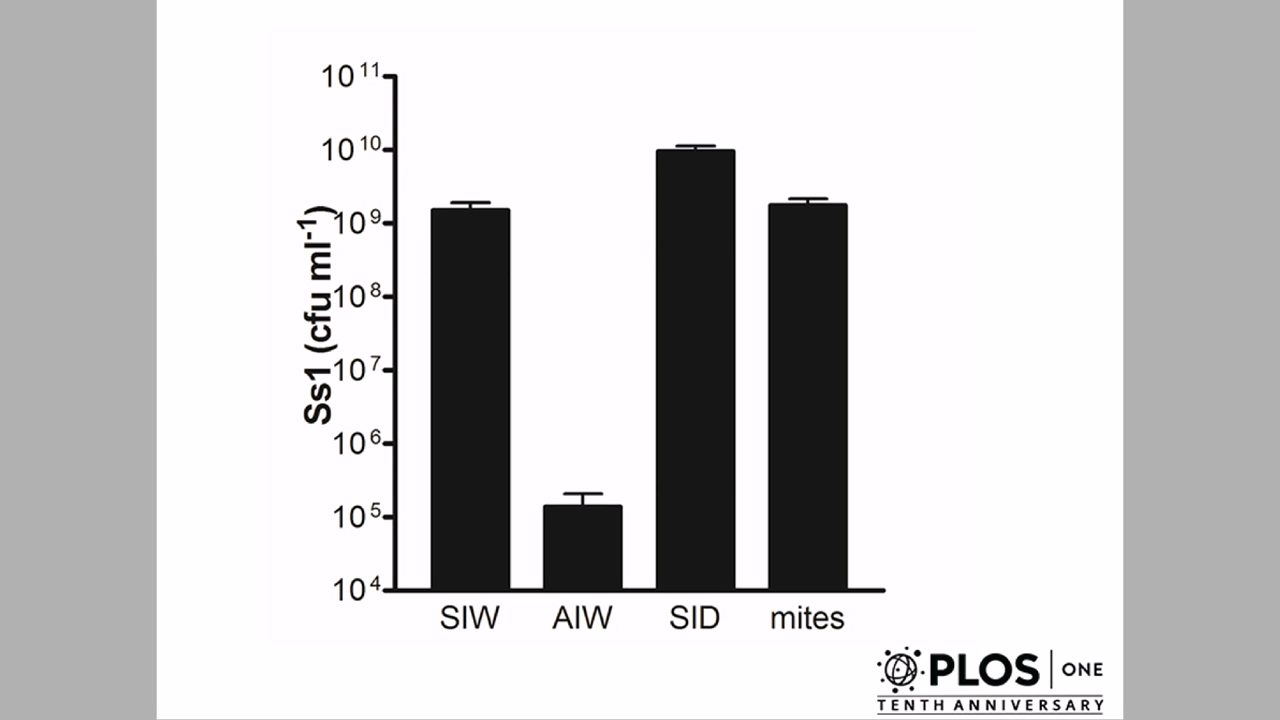 Ss1 (cfu ml⁻¹)
10¹¹
10¹⁰
10⁹
10⁸
10⁷
10⁶
10⁵
10⁴
SIW AIW SID mites
PLOS | ONE
TENTH ANNIVERSARY